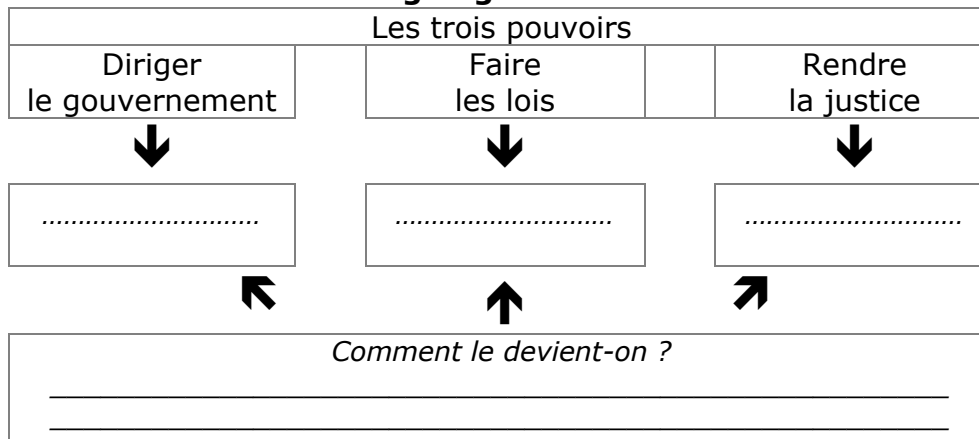 Les trois pouvoirs
Diriger
le gouvernement
Faire
les lois
Rendre
la justice
.............................. .............................. ..............................
Comment le devient-on ?